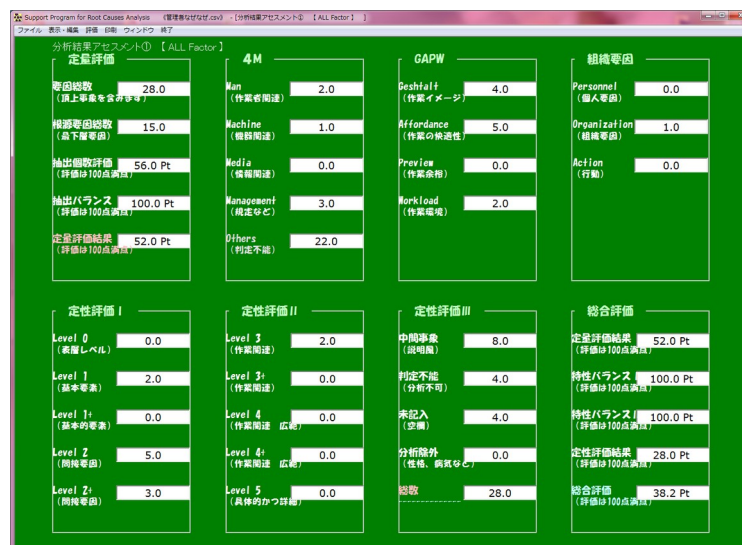 Support Program for Root Causes Analysis (管理者なぜなぜ.csv) - [分析結果アセスメント① 【 ALL Factor 】 ]
ファイル 表示・編集 評価 印刷 ウィンドウ 終了
分析結果アセスメント① 【 ALL Factor 】
定量評価
要因総数 28.0
(頂上事象を含みます)
根源要因総数 15.0
(最下層要因)
抽出個数評価 56.0 Pt
(評価は100点満点)
抽出バランス 100.0 Pt
(評価は100点満点)
定量評価結果 52.0 Pt
(評価は100点満点)
4M
Man 2.0
(作業者関連)
Machine 1.0
(機器関連)
Media 0.0
(情報関連)
Management 3.0
(規定など)
Others 22.0
(判定不能)
GAPW
Geshtalt 4.0
(作業イメージ)
Affordance 5.0
(作業の快適性)
Preview 0.0
(作業余裕)
Workload 2.0
(作業環境)
組織要因
Personnel 0.0
(個人要因)
Organization 1.0
(組織要因)
Action 0.0
(行動)
定性評価 I
Level 0 0.0
(表層レベル)
Level 1 2.0
(基本要素)
Level 1+ 0.0
(基本的要素)
Level 2 5.0
(間接要因)
Level 2+ 3.0
(間接要因)
定性評価 II
Level 3 2.0
(作業関連)
Level 3+ 0.0
(作業関連)
Level 4 0.0
(作業関連 広範)
Level 4+ 0.0
(作業関連 広範)
Level 5 0.0
(具体的かつ詳細)
定性評価 III
中間事象 8.0
(説明風)
判定不能 4.0
(分析不可)
未記入 4.0
(空欄)
分析除外 0.0
(性格、病気など)
総数 28.0
総合評価
定量評価結果 52.0 Pt
(評価は100点満点)
特性バランス I 100.0 Pt
(評価は100点満点)
特性バランス I 100.0 Pt
(評価は100点満点)
定性評価結果 28.0 Pt
(評価は100点満点)
総合評価 38.2 Pt
(評価は100点満点)